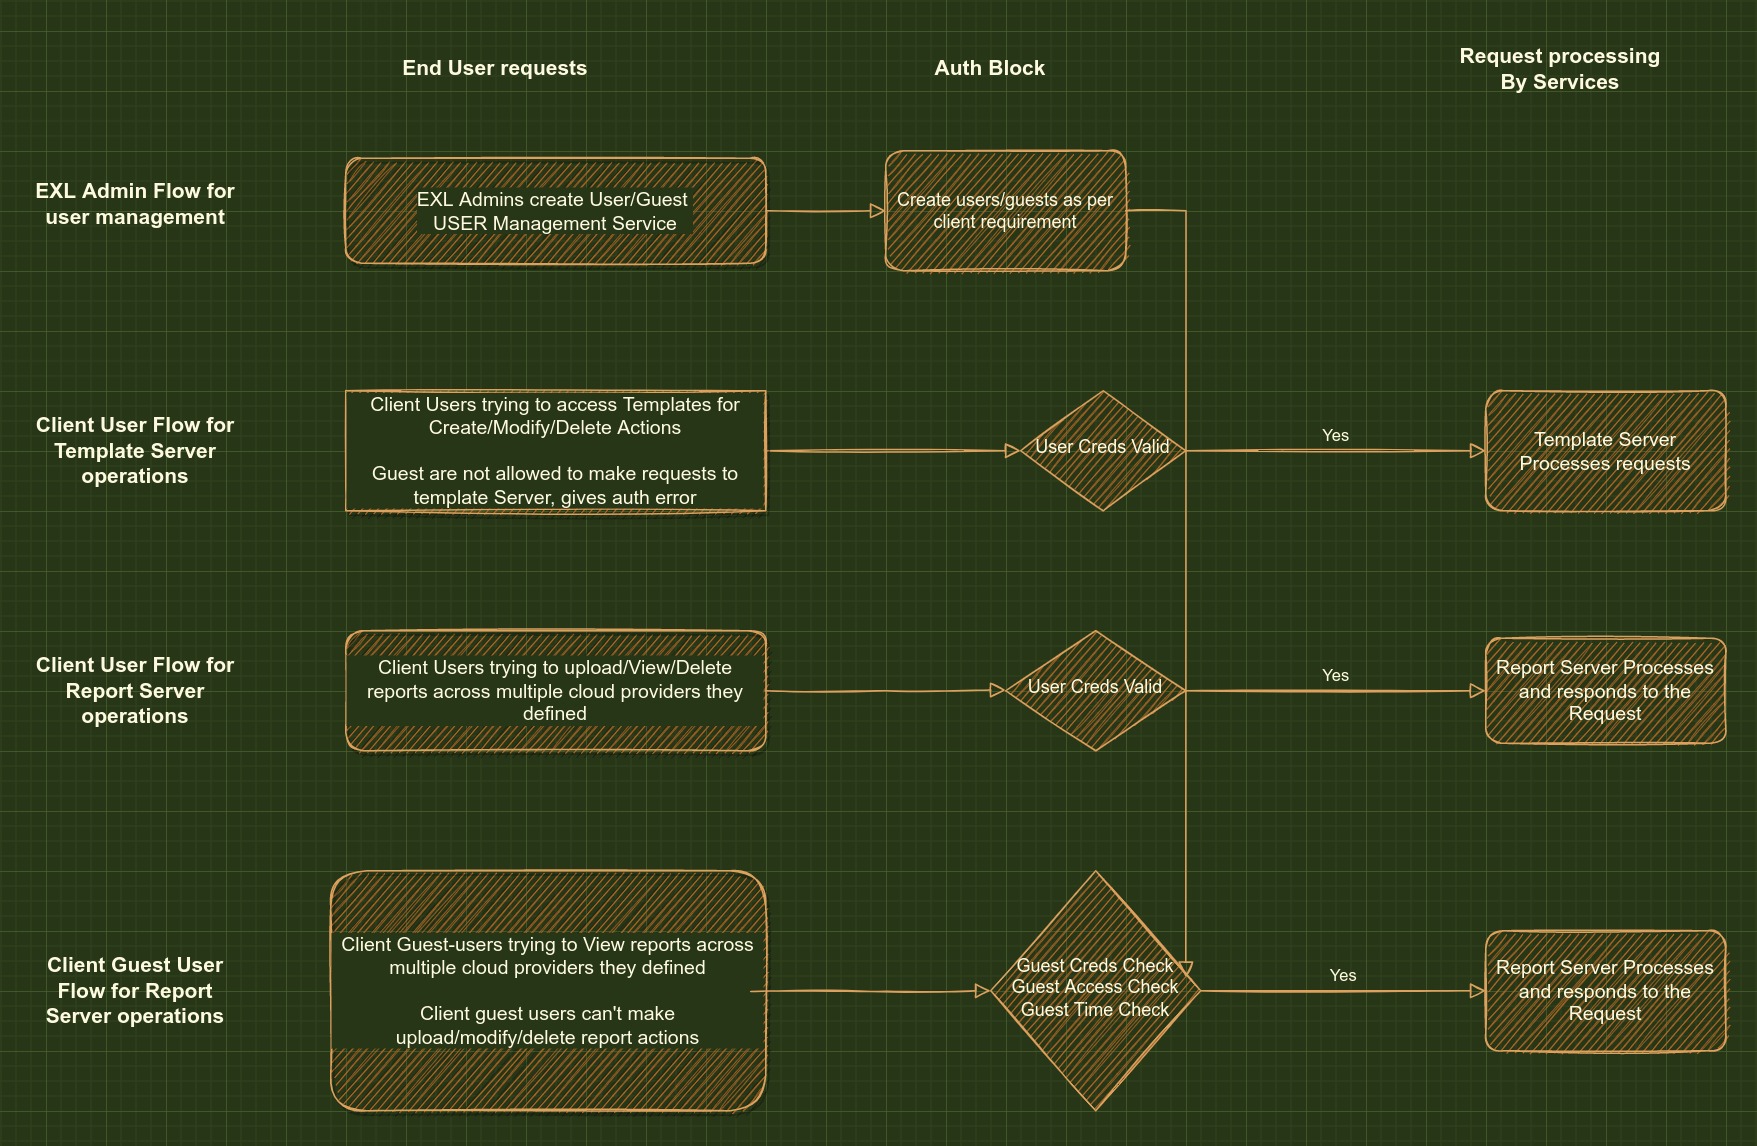 End User requests
Auth Block
Request processing
By Services
EXL Admin Flow for
user management
EXL Admins create User/Guest
USER Management Service
Create users/guests as per
client requirement
Client User Flow for
Template Server
operations
Client Users trying to access Templates for
Create/Modify/Delete Actions
Guest are not allowed to make requests to
template Server, gives auth error
User Creds Valid
Yes
Template Server
Processes requests
Client User Flow for
Report Server
operations
Client Users trying to upload/View/Delete
reports across multiple cloud providers they
defined
User Creds Valid
Yes
Report Server Processes
and responds to the
Request
Client Guest User
Flow for Report
Server operations
Client Guest-users trying to View reports across
multiple cloud providers they defined
Client guest users can't make
upload/modify/delete report actions
Guest Creds Check
Guest Access Check
Guest Time Check
Yes
Report Server Processes
and responds to the
Request